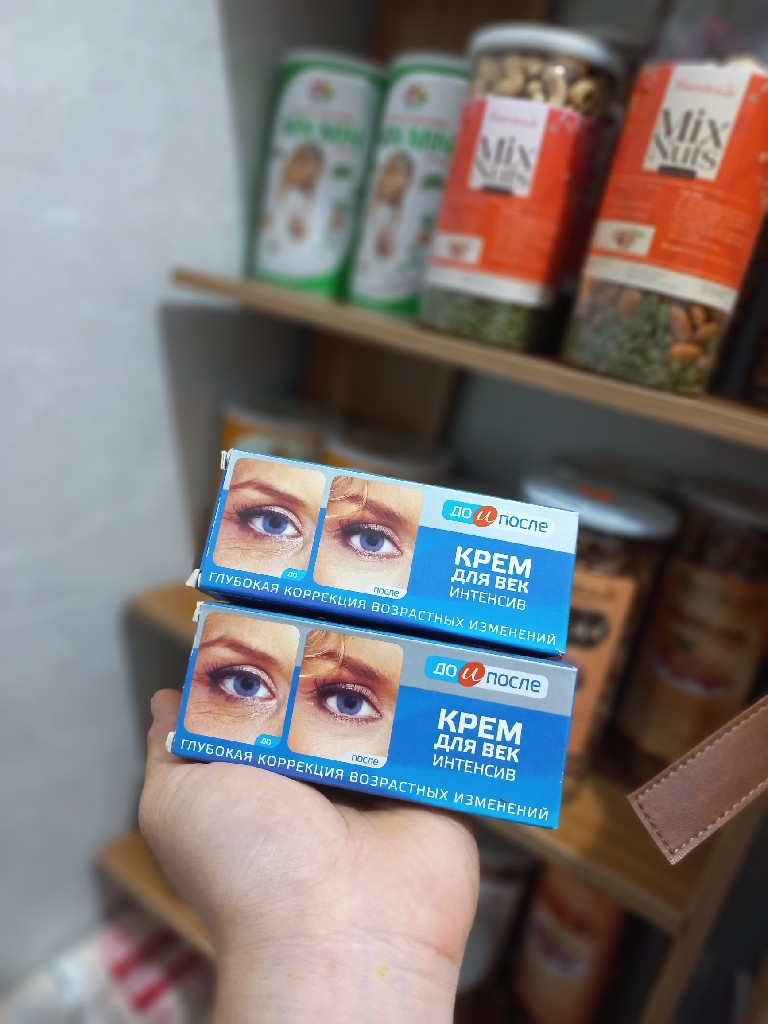 Mix
Nuts
Mix
Nuts
до и после
КРЕМ
ДЛЯ ВЕК
ИНТЕНСИВ
до
после
ГЛУБОКАЯ КОРРЕКЦИЯ ВОЗРАСТНЫХ ИЗМЕНЕНИЙ
до и после
КРЕМ
ДЛЯ ВЕК
ИНТЕНСИВ
до
после
ГЛУБОКАЯ КОРРЕКЦИЯ ВОЗРАСТНЫХ ИЗМЕНЕНИЙ